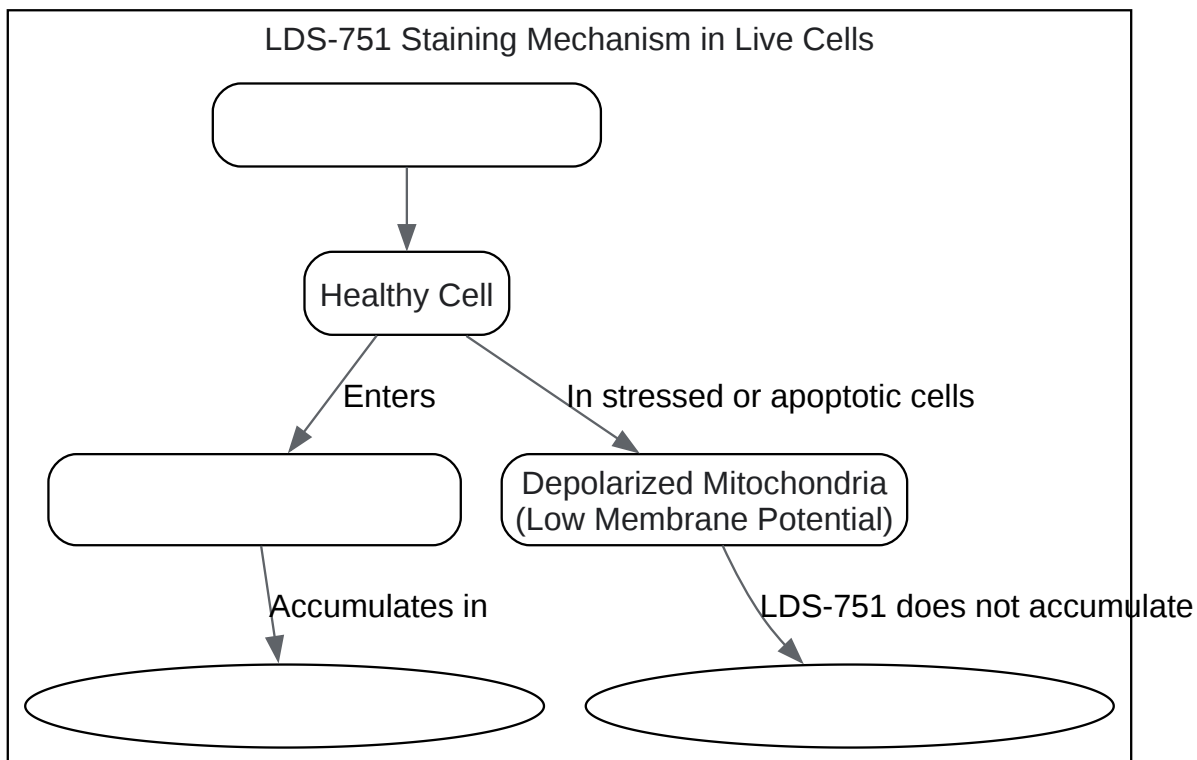 LDS-751 Staining Mechanism in Live Cells
Healthy Cell
Enters
In stressed or apoptotic cells
Depolarized Mitochondria
(Low Membrane Potential)
Accumulates in
LDS-751 does not accumulate